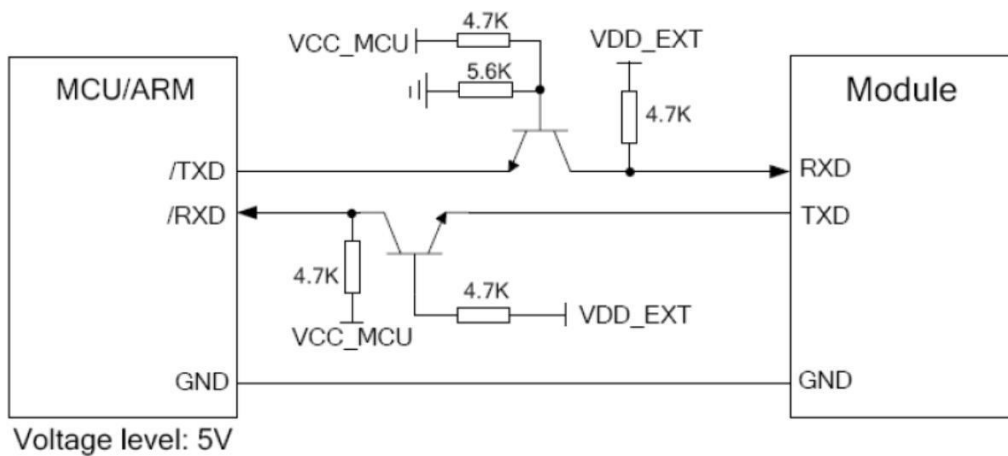 4.7K
VCC_MCU
VDD_EXT
MCU/ARM
5.6K
Module
4.7K
/TXD
RXD
/RXD
TXD
4.7K
4.7K
VDD_EXT
VCC_MCU
GND
GND
Voltage level: 5V